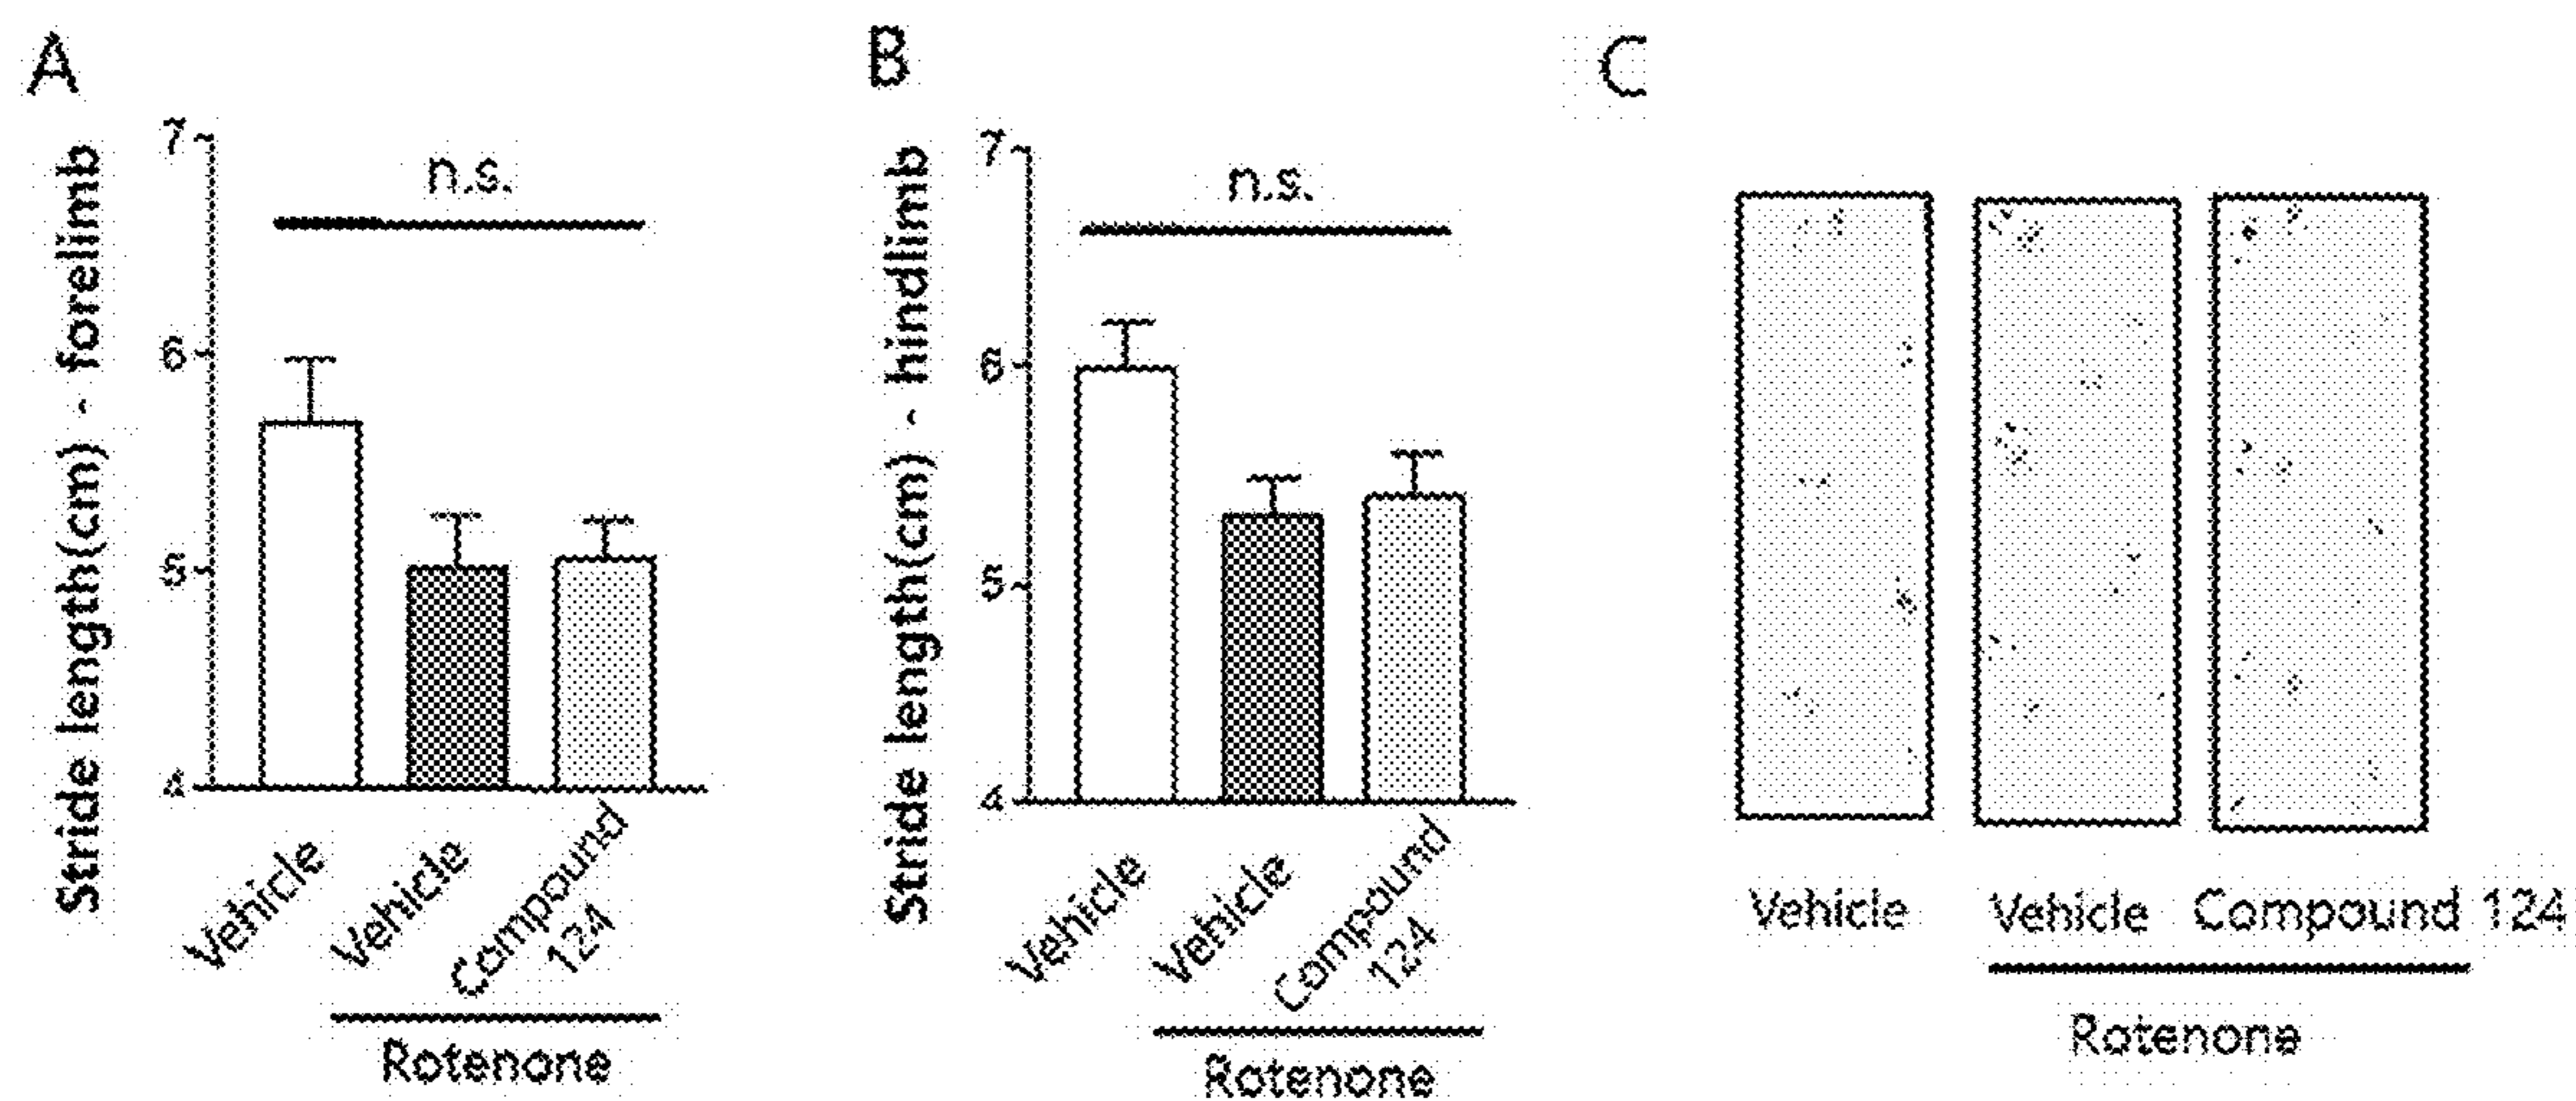 A
Stride length(cm) - forelimb
7
6
5
4
n.s.
Vehicle
Vehicle
Compound
124
Rotenone
B
Stride length(cm) - hindlimb
7
6
5
4
n.s.
Vehicle
Vehicle
Compound
124
Rotenone
C
Vehicle
Vehicle
Compound 124
Rotenone